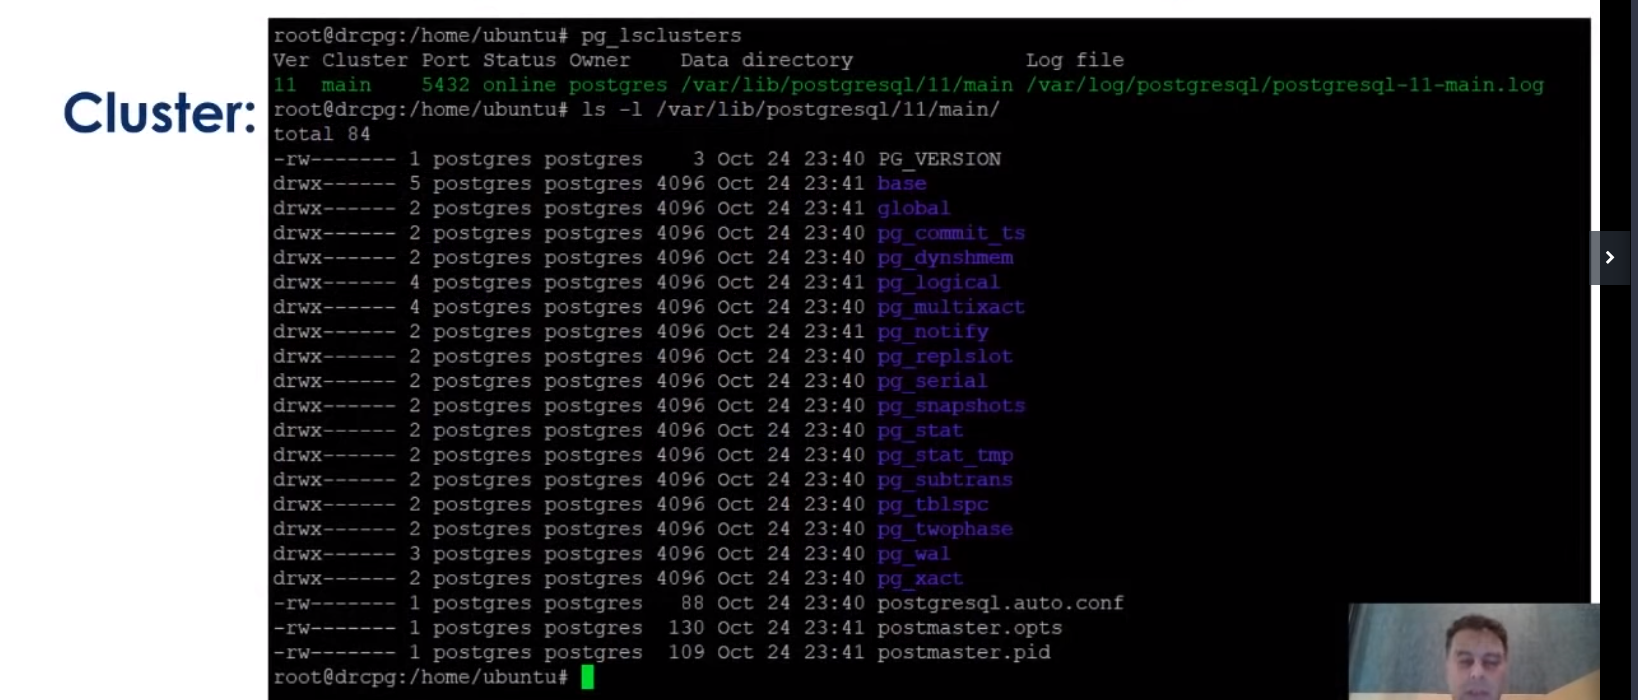 Cluster:
root@drcpg:/home/ubuntu# pg_lsclusters
Ver Cluster Port Status Owner    Data directory              Log file
11  main    5432 online postgres /var/lib/postgresql/11/main /var/log/postgresql/postgresql-11-main.log
root@drcpg:/home/ubuntu# ls -l /var/lib/postgresql/11/main/
total 84
-rw------- 1 postgres postgres    3 Oct 24 23:40 PG_VERSION
drwx------ 5 postgres postgres 4096 Oct 24 23:41 base
drwx------ 2 postgres postgres 4096 Oct 24 23:41 global
drwx------ 2 postgres postgres 4096 Oct 24 23:40 pg_commit_ts
drwx------ 2 postgres postgres 4096 Oct 24 23:40 pg_dynshmem
drwx------ 4 postgres postgres 4096 Oct 24 23:41 pg_logical
drwx------ 4 postgres postgres 4096 Oct 24 23:40 pg_multixact
drwx------ 2 postgres postgres 4096 Oct 24 23:41 pg_notify
drwx------ 2 postgres postgres 4096 Oct 24 23:40 pg_replslot
drwx------ 2 postgres postgres 4096 Oct 24 23:40 pg_serial
drwx------ 2 postgres postgres 4096 Oct 24 23:40 pg_snapshots
drwx------ 2 postgres postgres 4096 Oct 24 23:40 pg_stat
drwx------ 2 postgres postgres 4096 Oct 24 23:40 pg_stat_tmp
drwx------ 2 postgres postgres 4096 Oct 24 23:40 pg_subtrans
drwx------ 2 postgres postgres 4096 Oct 24 23:40 pg_tblspc
drwx------ 2 postgres postgres 4096 Oct 24 23:40 pg_twophase
drwx------ 3 postgres postgres 4096 Oct 24 23:40 pg_wal
drwx------ 2 postgres postgres 4096 Oct 24 23:40 pg_xact
-rw------- 1 postgres postgres   88 Oct 24 23:40 postgresql.auto.conf
-rw------- 1 postgres postgres  130 Oct 24 23:41 postmaster.opts
-rw------- 1 postgres postgres  109 Oct 24 23:41 postmaster.pid
root@drcpg:/home/ubuntu#